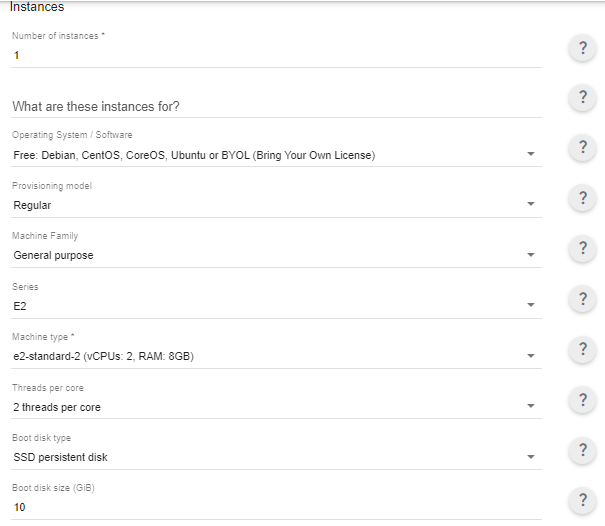 Instances
Number of instances *
1
?
What are these instances for?
?
Operating System / Software
Free: Debian, CentOS, CoreOS, Ubuntu or BYOL (Bring Your Own License)
?
Provisioning model
Regular
?
Machine Family
General purpose
?
Series
E2
?
Machine type *
e2-standard-2 (vCPUs: 2, RAM: 8GB)
?
Threads per core
2 threads per core
?
Boot disk type
SSD persistent disk
?
Boot disk size (GiB)
10
?